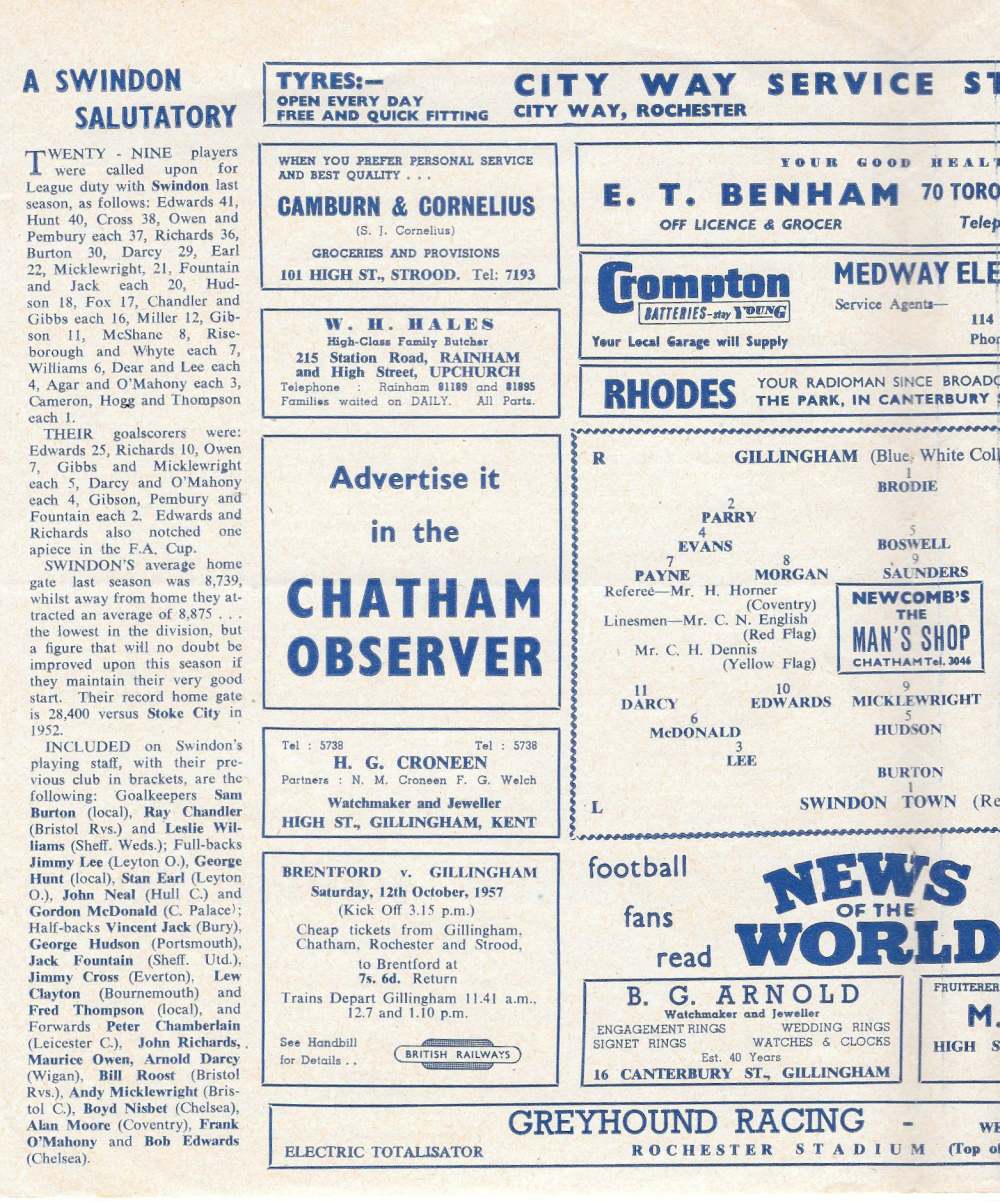 A SWINDON
SALUTATORY
TWENTY - NINE players
were called upon for
League duty with Swindon last
season, as follows: Edwards 41,
Hunt 40, Cross 38, Owen and
Pembury each 37, Richards 36,
Burton 30, Darcy 29, Earl
22, Micklewright, 21, Fountain
and Jack each 20, Hud-
son 18, Fox 17, Chandler and
Gibbs each 16, Miller 12, Gib-
son 11, McShane 8, Rise-
borough and Whyte each 7,
Williams 6, Dear and Lee each
4, Agar and O'Mahony each 3,
Cameron, Hogg and Thompson
each 1.
THEIR goalscorers were:
Edwards 25, Richards 10, Owen
7, Gibbs and Micklewright
each 5, Darcy and O'Mahony
each 4, Gibson, Pembury and
Fountain each 2. Edwards and
Richards also notched one
apiece in the F.A. Cup.
SWINDON'S average home
gate last season was 8,739,
whilst away from home they at-
tracted an average of 8,875 . . .
the lowest in the division, but
a figure that will no doubt be
improved upon this season if
they maintain their very good
start. Their record home gate
is 28,400 versus Stoke City in
1952.
INCLUDED on Swindon's
playing staff, with their pre-
vious club in brackets, are the
following: Goalkeepers Sam
Burton (local), Ray Chandler
(Bristol Rvs.) and Leslie Wil-
liams (Sheff. Weds.); Full-backs
Jimmy Lee (Leyton O.), George
Hunt (local), Stan Earl (Leyton
O.), John Neal (Hull C.) and
Gordon McDonald (C. Palace);
Half-backs Vincent Jack (Bury),
George Hudson (Portsmouth),
Jack Fountain (Sheff. Utd.),
Jimmy Cross (Everton), Lew
Clayton (Bournemouth) and
Fred Thompson (local), and
Forwards Peter Chamberlain
(Leicester C.), John Richards,
Maurice Owen, Arnold Darcy
(Wigan), Bill Roost (Bristol
Rvs.), Andy Micklewright (Bris-
tol C.), Boyd Nisbet (Chelsea),
Alan Moore (Coventry), Frank
O'Mahony and Bob Edwards
(Chelsea).
TYRES:— CITY WAY SERVICE ST
OPEN EVERY DAY
FREE AND QUICK FITTING CITY WAY, ROCHESTER
WHEN YOU PREFER PERSONAL SERVICE
AND BEST QUALITY . . .
CAMBURN & CORNELIUS
(S. J. Cornelius)
GROCERIES AND PROVISIONS
101 HIGH ST., STROOD. Tel: 7193
W. H. HALES
High-Class Family Butcher
215 Station Road, RAINHAM
and High Street, UPCHURCH
Telephone : Rainham 81189 and 81895
Families waited on DAILY. All Parts.
Advertise it
in the
CHATHAM
OBSERVER
Tel : 5738 Tel : 5738
H. G. CRONEEN
Partners : N. M. Croneen F. G. Welch
Watchmaker and Jeweller
HIGH ST., GILLINGHAM, KENT
BRENTFORD v. GILLINGHAM
Saturday, 12th October, 1957
(Kick Off 3.15 p.m.)
Cheap tickets from Gillingham,
Chatham, Rochester and Strood,
to Brentford at
7s. 6d. Return
Trains Depart Gillingham 11.41 a.m.,
12.7 and 1.10 p.m.
See Handbill
for Details . .
BRITISH RAILWAYS
YOUR GOOD HEALT
E. T. BENHAM 70 TORO
OFF LICENCE & GROCER Telep
Crompton
BATTERIES-stay YOUNG
Your Local Garage will Supply
MEDWAY ELE
Service Agents—
114
Phon
RHODES
YOUR RADIOMAN SINCE BROADC
THE PARK, IN CANTERBURY S
R GILLINGHAM (Blue, White Coll
1
BRODIE
2
PARRY
4 5
EVANS BOSWELL
7 8 9
PAYNE MORGAN SAUNDERS
Referee—Mr. H. Horner
(Coventry)
Linesmen—Mr. C. N. English
(Red Flag)
Mr. C. H. Dennis
(Yellow Flag)
NEWCOMB'S
THE
MAN'S SHOP
CHATHAM Tel. 3046
11 10 9
DARCY EDWARDS MICKLEWRIGHT
6 5
McDONALD HUDSON
3
LEE
BURTON
1
L SWINDON TOWN (Re
football
fans
read
NEWS
OF THE
WORLD
B. G. ARNOLD
Watchmaker and Jeweller
ENGAGEMENT RINGS WEDDING RINGS
SIGNET RINGS WATCHES & CLOCKS
Est. 40 Years
16 CANTERBURY ST., GILLINGHAM
FRUITERER
M.
HIGH S
GREYHOUND RACING - WE
ELECTRIC TOTALISATOR ROCHESTER STADIUM (Top o